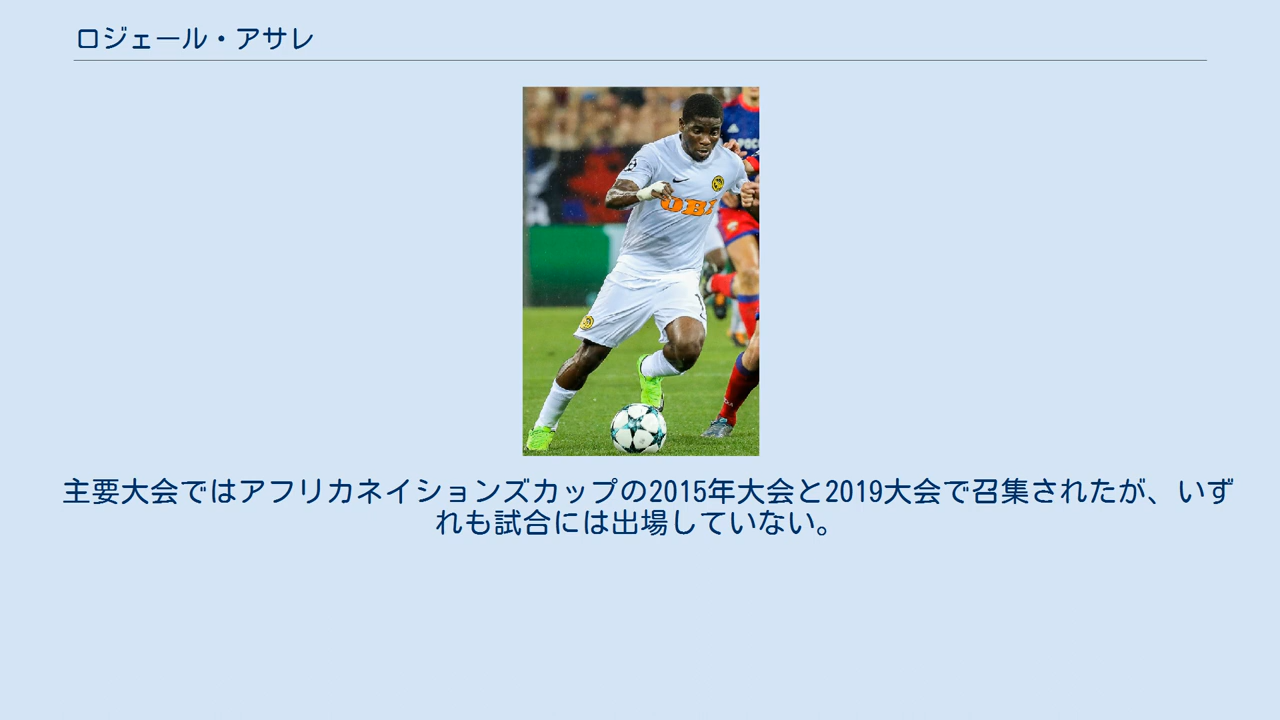 ロジェール・アサレ
OBI
主要大会ではアフリカネイションズカップの2015年大会と2019大会で召集されたが、いず
れも試合には出場していない。